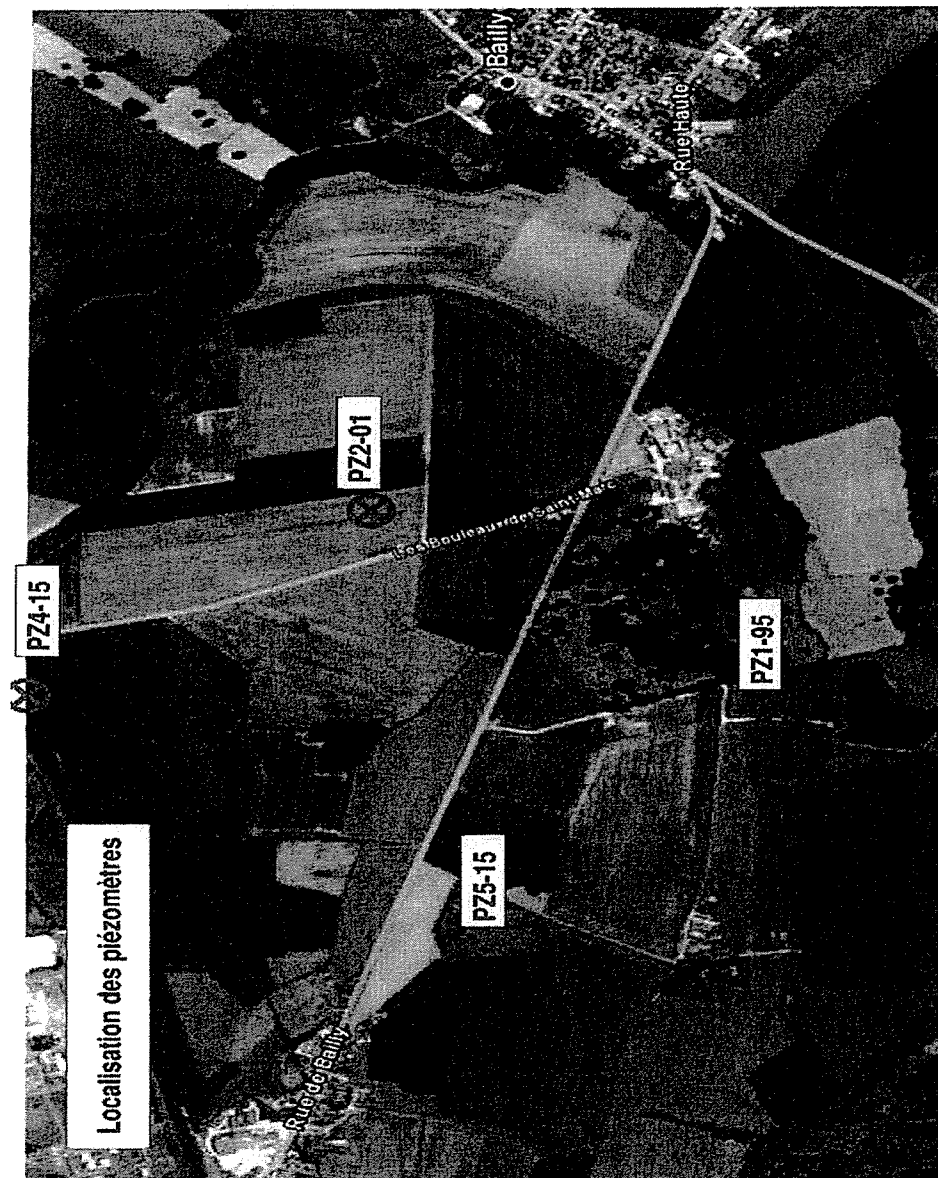 Localisation des piézomètres
PZ4-15
PZ2-01
Bailly
Rue Haute
Les Bouleaux de Saint-Marc
PZ1-95
PZ5-15
Rue de Bailly